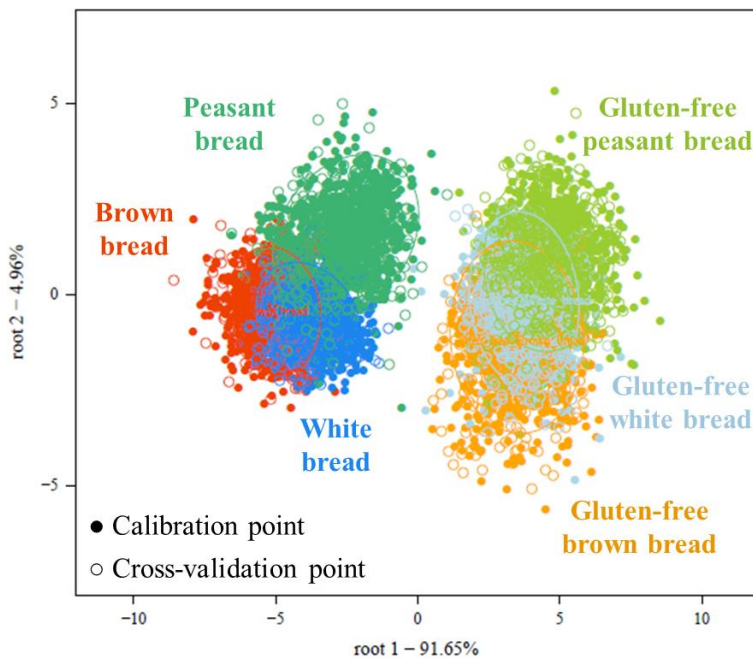 Peasant
bread
Gluten-free
peasant bread
Brown
bread
White
bread
Gluten-free
white bread
Gluten-free
brown bread
Calibration point
Cross-validation point
5
0
−5
root 2 – 4.96%
−10
−5
0
5
10
root 1 – 91.65%